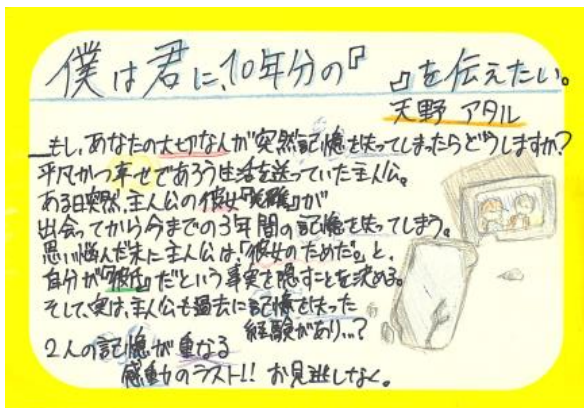 僕は君に、10年分の『　』を伝えたい。
天野 アタル
もし、あなたの大切な人が突然記憶を失ってしまったらどうしますか?
平凡かつ幸せであろう生活を送っていた主人公。
ある日突然、主人公の彼女『　』が
出会ってから今までの3年間の記憶を失ってしまう。
思い悩んだ末に主人公は、「彼女のためだ。」と、
自分が『彼氏』だという事実を隠すことを決める。
そして、実は、主人公も過去に記憶を失った
経験があり...?
2人の記憶が重なる
感動のラスト!! お見逃しなく。